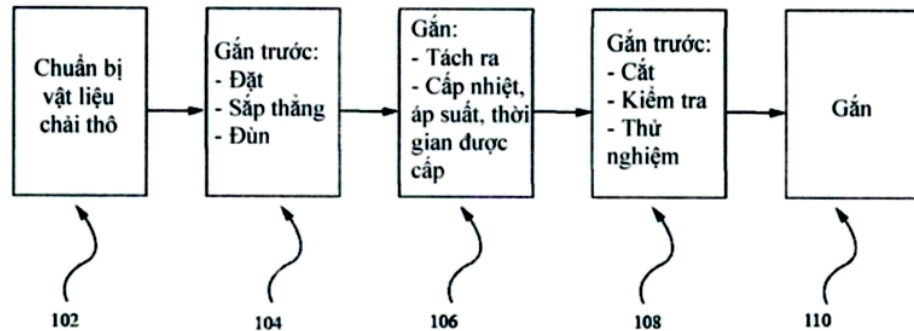 Chuẩn bị
vật liệu
chải thô
Gắn trước:
- Đặt
- Sắp thẳng
- Đùn
Gắn:
- Tách ra
- Cấp nhiệt,
áp suất, thời
gian được
cấp
Gắn trước:
- Cắt
- Kiểm tra
- Thử
nghiệm
Gắn
102
104
106
108
110